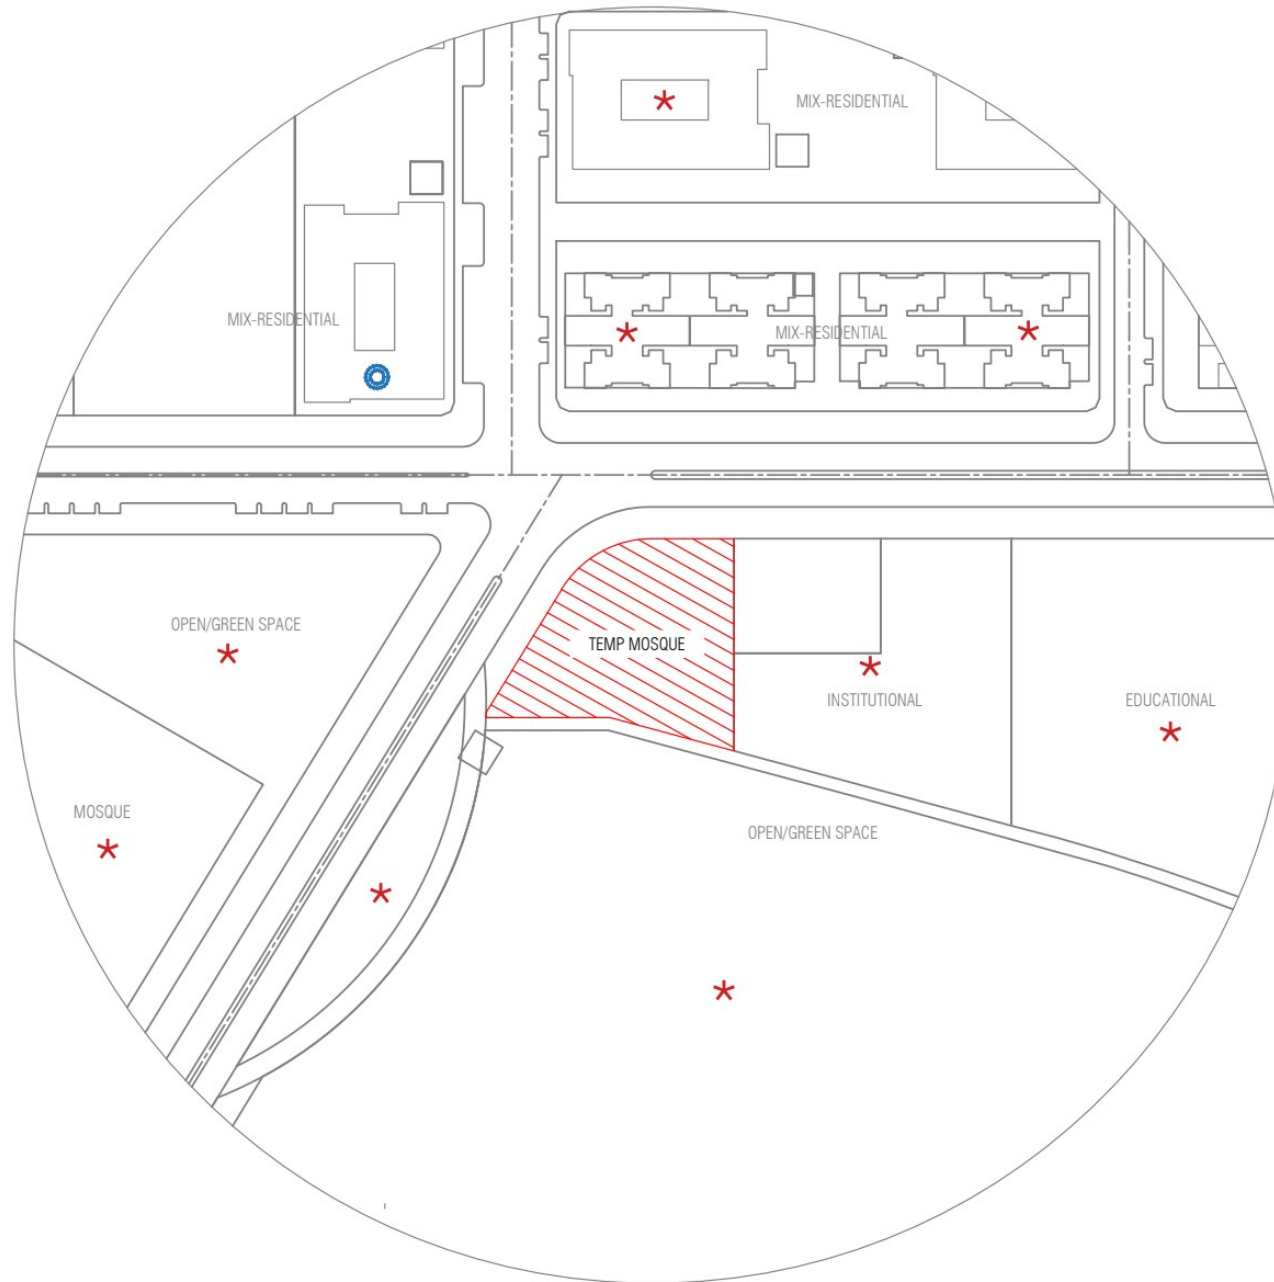 MIX-RESIDENTIAL
MIX-RESIDENTIAL
MIX-RESIDENTIAL
OPEN/GREEN SPACE
TEMP MOSQUE
INSTITUTIONAL
EDUCATIONAL
MOSQUE
OPEN/GREEN SPACE